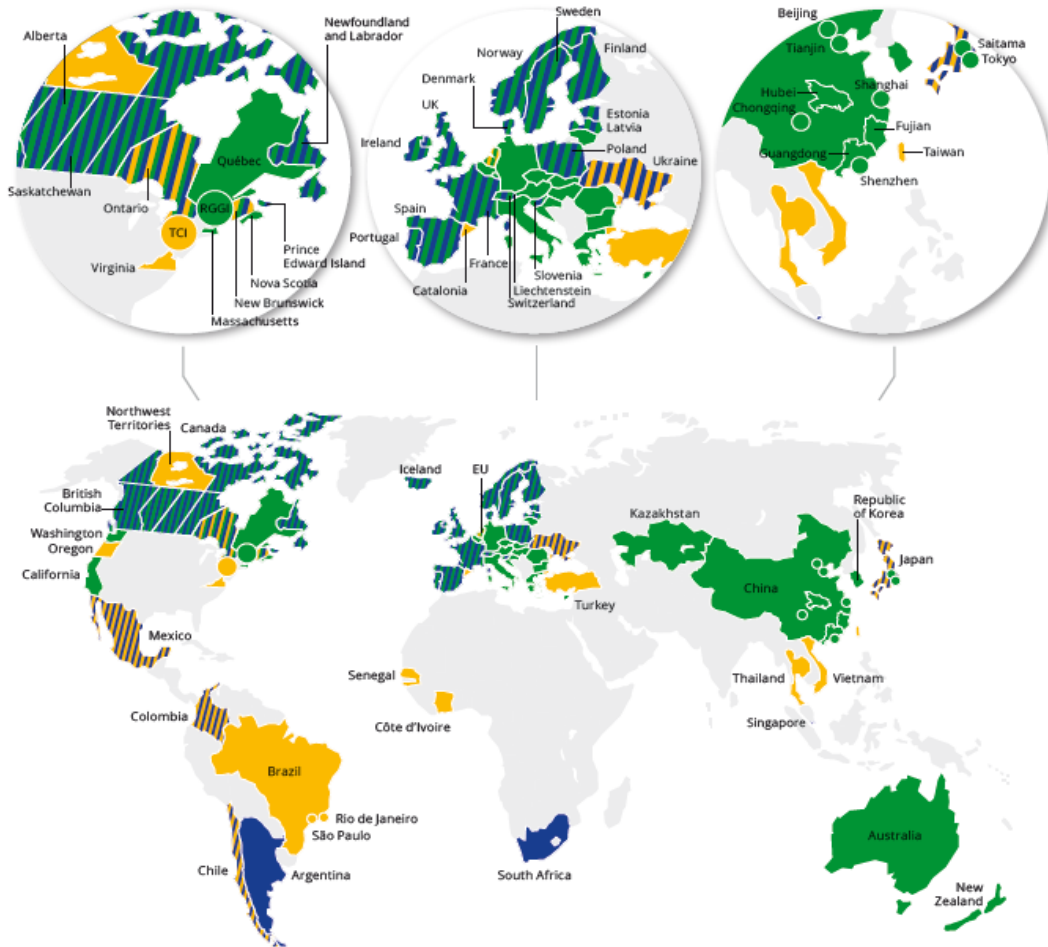 Alberta
Newfoundland
and Labrador
Québec
Saskatchewan
Ontario
RGGI
TCI
Virginia
Prince
Edward Island
Nova Scotia
New Brunswick
Massachusetts
Sweden
Norway
Finland
Denmark
UK
Ireland
Estonia
Latvia
Poland
Ukraine
Spain
Portugal
France
Catalonia
Slovenia
Liechtenstein
Switzerland
Beijing
Tianjin
Saitama
Tokyo
Hubei
Shanghai
Chongqing
Fujian
Guangdong
Taiwan
Shenzhen
Northwest
Territories
Canada
British
Columbia
Washington
Oregon
California
Mexico
Iceland
EU
Kazakhstan
Republic
of Korea
Japan
China
Turkey
Senegal
Côte d'Ivoire
Thailand
Vietnam
Singapore
Colombia
Brazil
Rio de Janeiro
São Paulo
Chile
Argentina
South Africa
Australia
New
Zealand